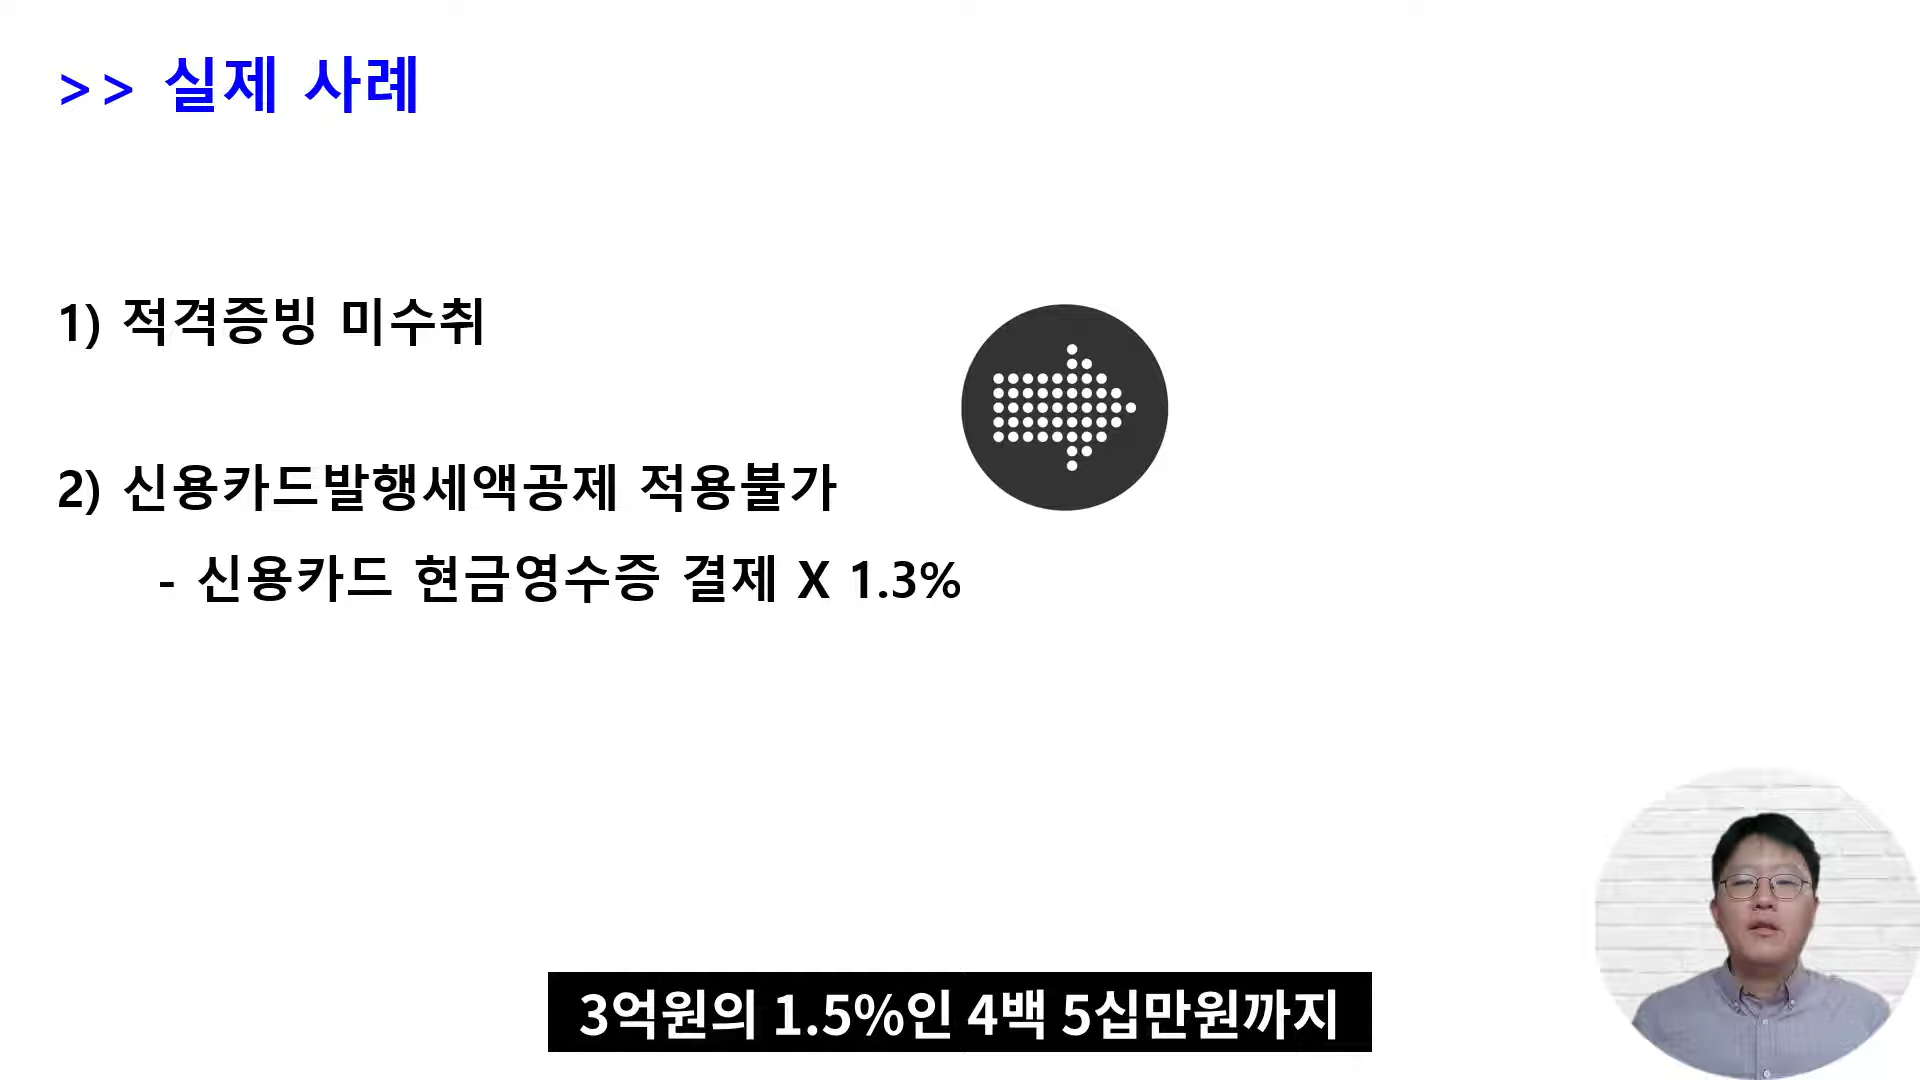 >> 실제 사례
1) 적격증빙 미수취
2) 신용카드발행세액공제 적용불가
- 신용카드 현금영수증 결제 X 1.3%
3억원의 1.5%인 4백 5십만원까지